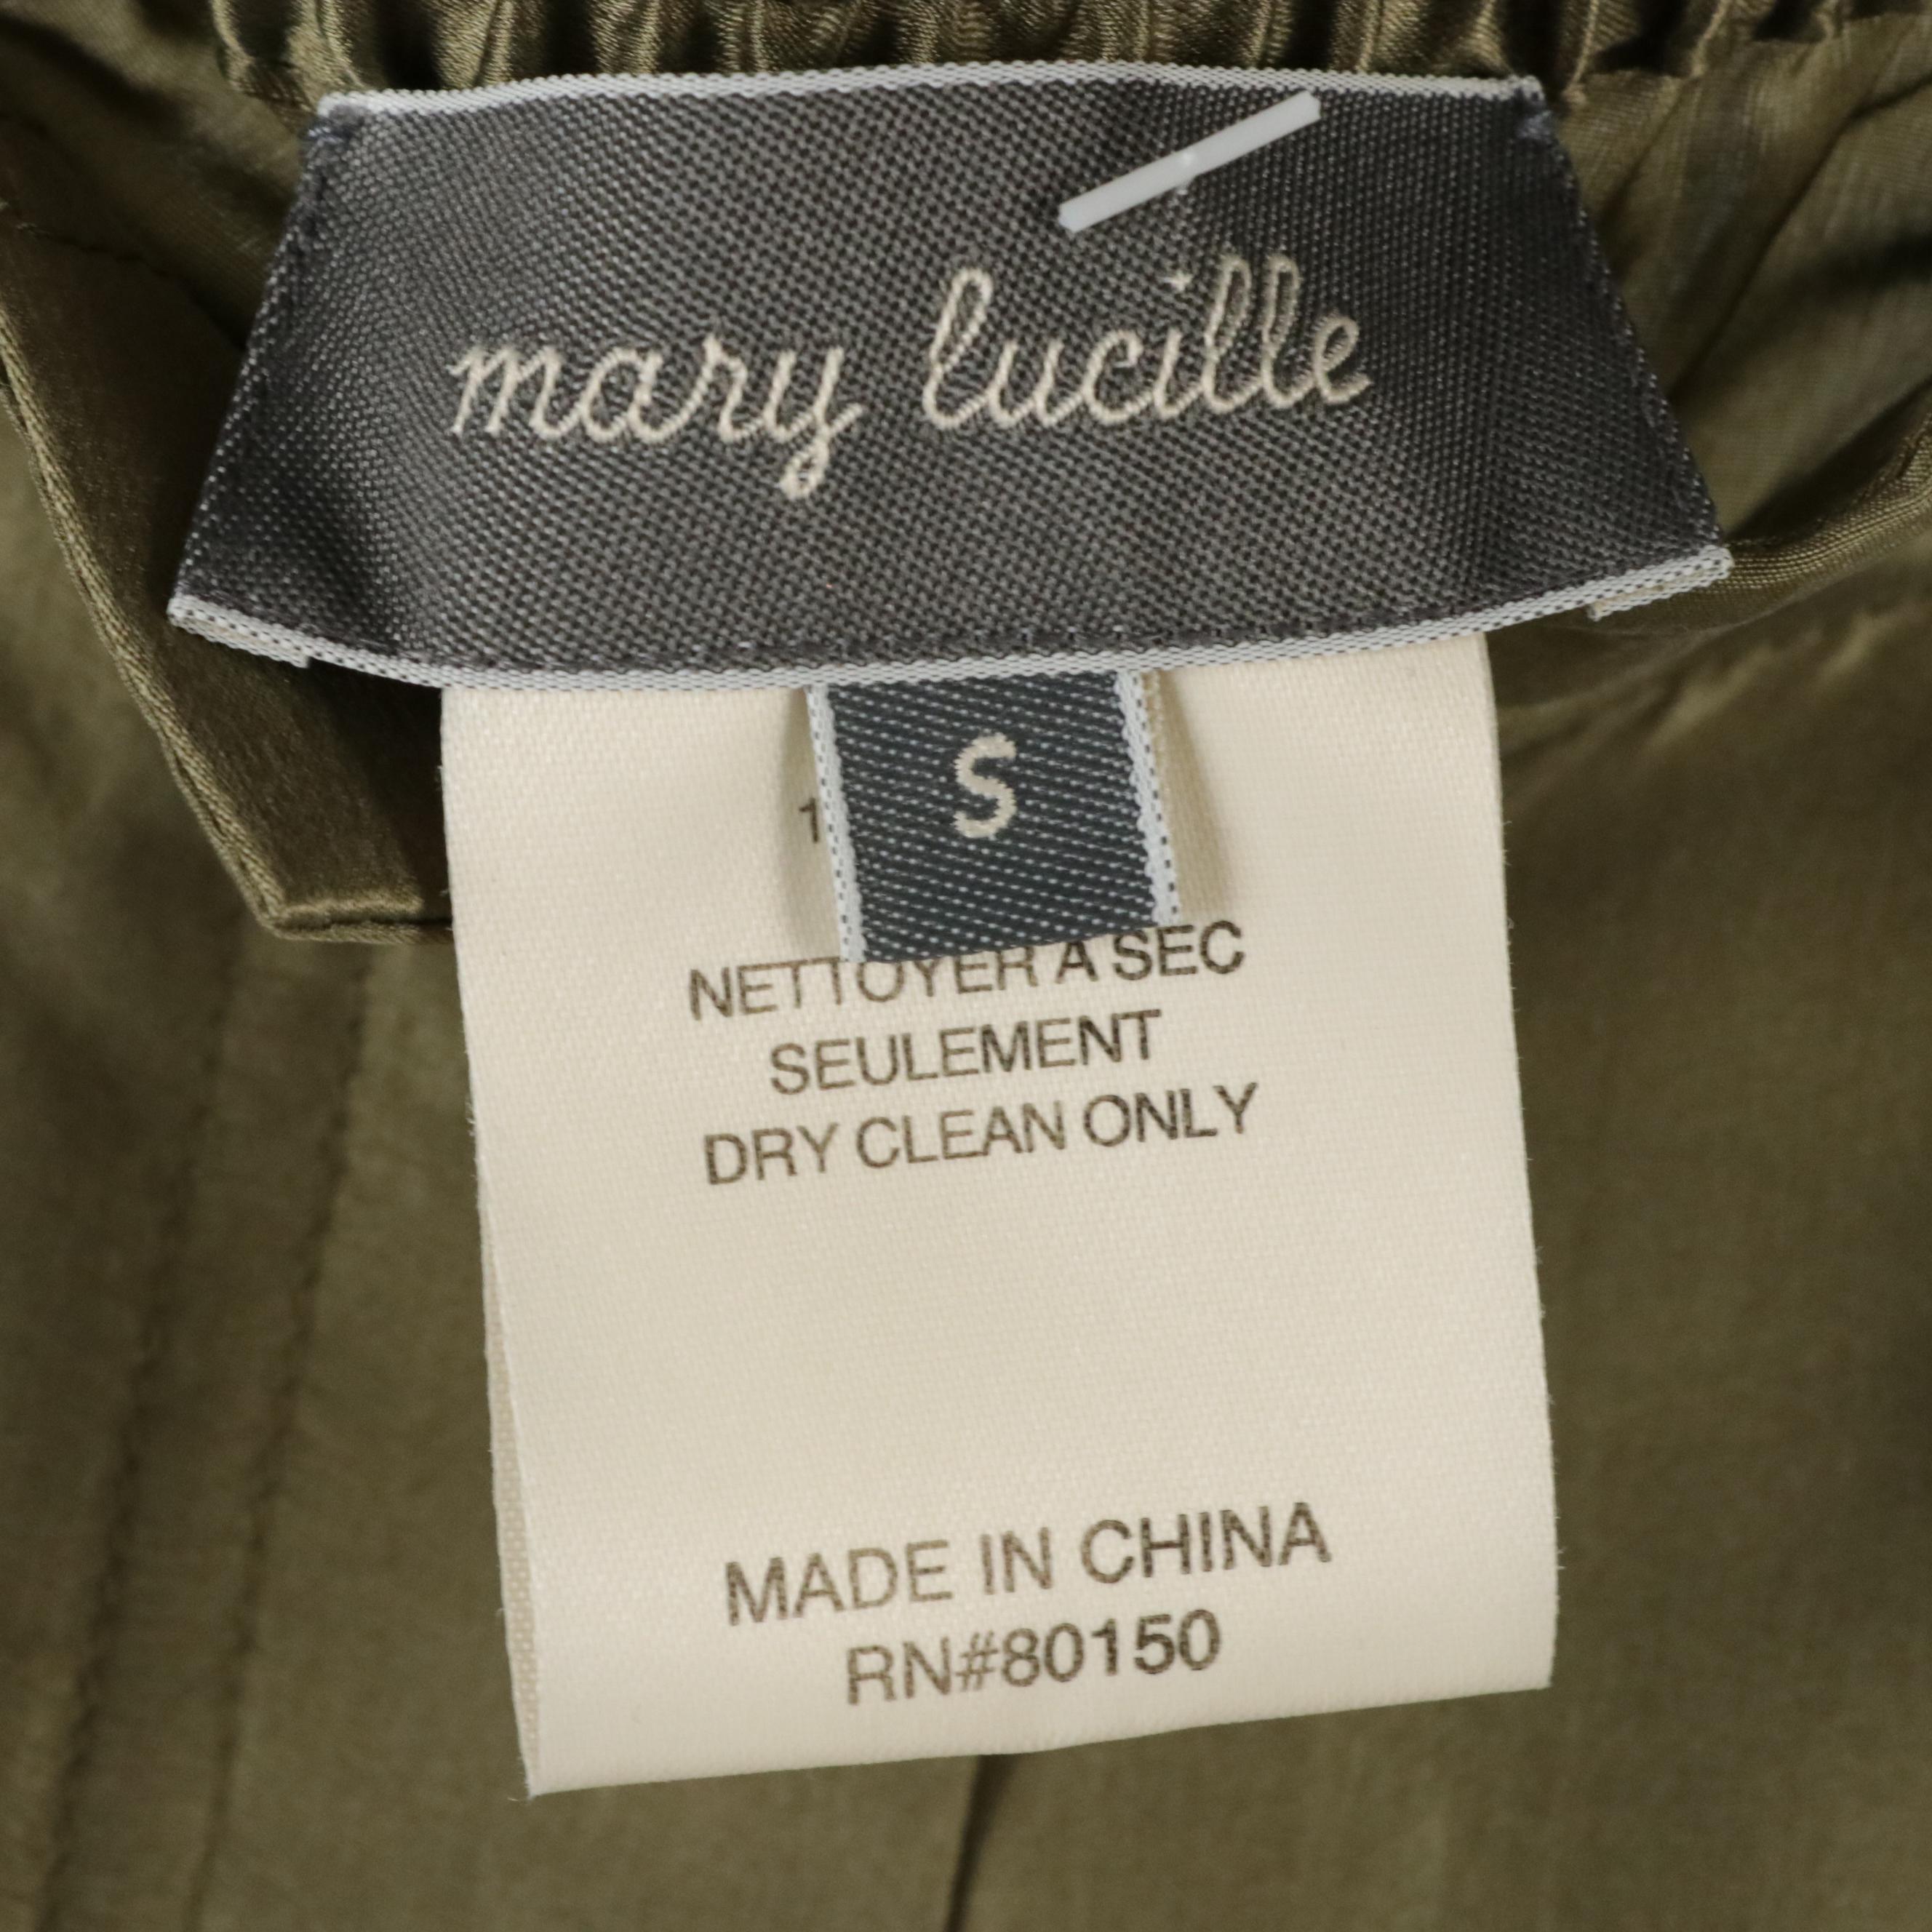 mary lucille
S
NETTOYER A SEC
SEULEMENT
DRY CLEAN ONLY
MADE IN CHINA
RN#80150